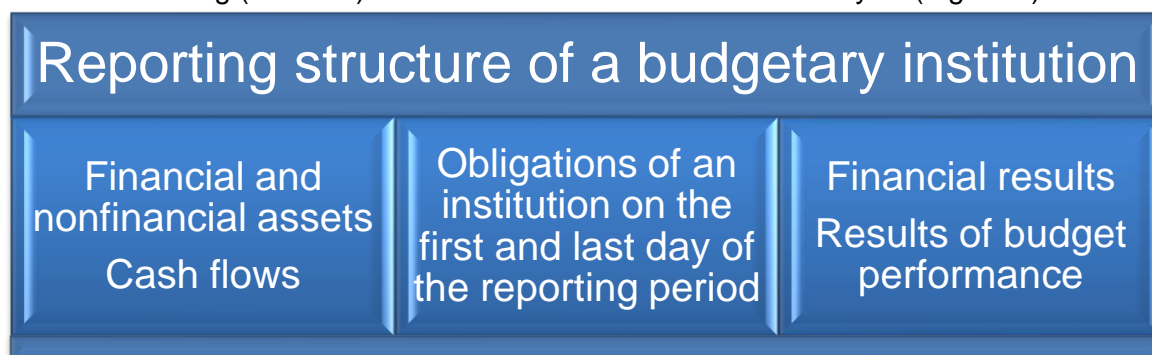 Reporting structure of a budgetary institution
Financial and
nonfinancial assets
Cash flows
Obligations of an
institution on the
first and last day of
the reporting period
Financial results
Results of budget
performance